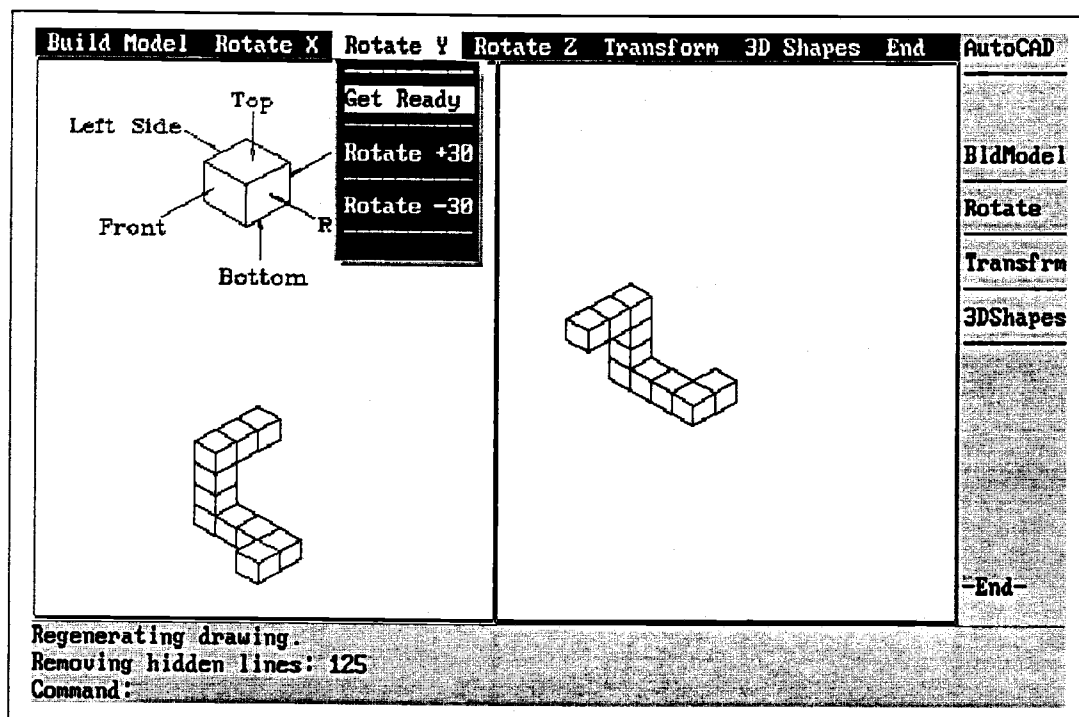 Build Model Rotate X Rotate Y Rotate Z Transform 3D Shapes End
AutoCAD
Get Ready
Rotate +30
Rotate -30
Top
Left Side
Front
R
Bottom
BldModel
Rotate
Transfrm
3DShapes
-End-
Regenerating drawing.
Removing hidden lines: 125
Command: